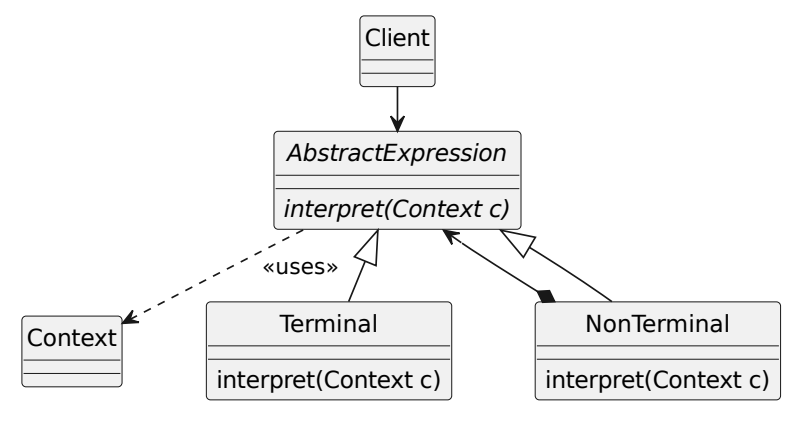 Client
AbstractExpression
interpret(Context c)
«uses»
Context
Terminal
interpret(Context c)
NonTerminal
interpret(Context c)